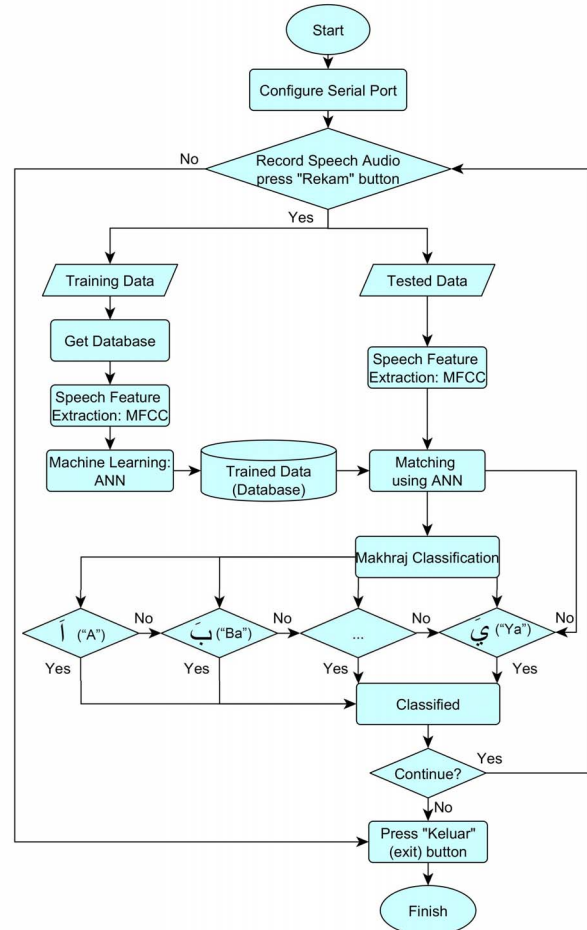 Start
Configure Serial Port
Record Speech Audio
press "Rekam" button
No
Yes
Training Data
Tested Data
Get Database
Speech Feature
Extraction: MFCC
Speech Feature
Extraction: MFCC
Machine Learning:
ANN
Trained Data
(Database)
Matching
using ANN
Makhraj Classification
اَ ("A")
No
بَ ("Ba")
No
...
No
يَ ("Ya")
No
Yes
Yes
Yes
Yes
Classified
Continue?
Yes
No
Press "Keluar"
(exit) button
Finish